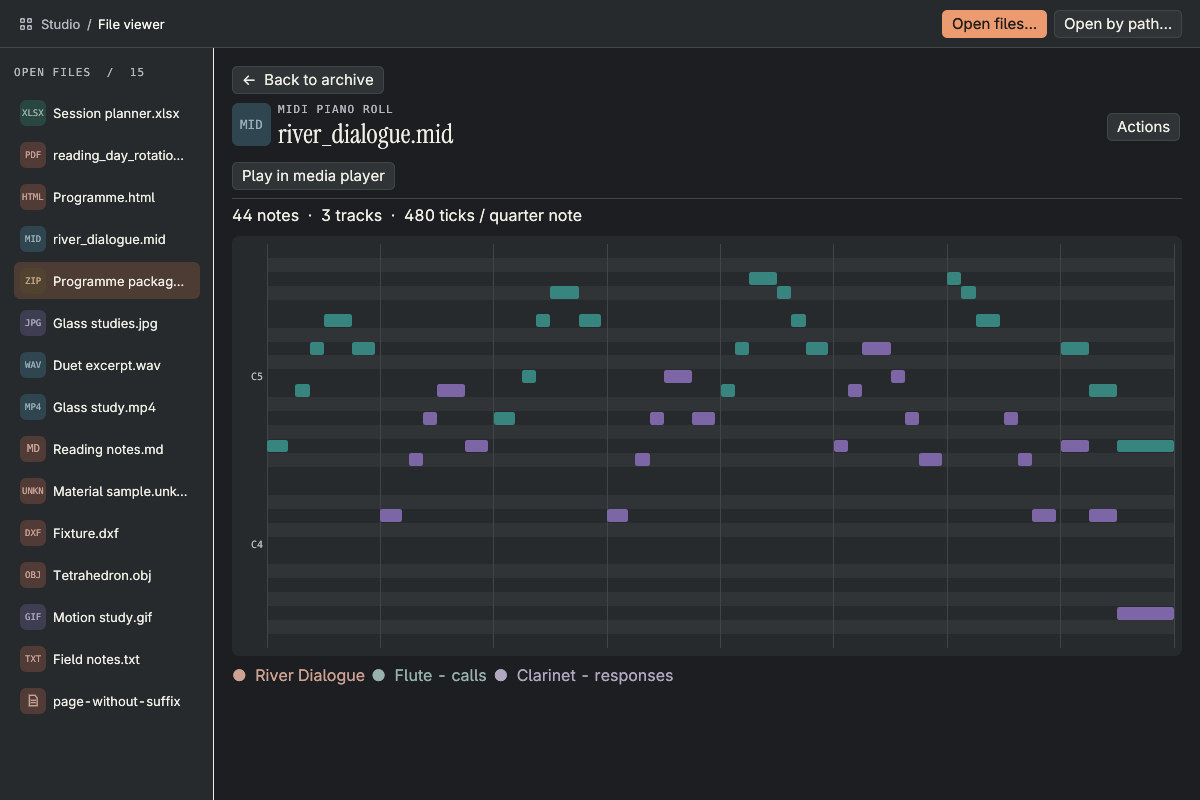 Studio / File viewer
Open files...
Open by path...
OPEN FILES / 15
XLSX Session planner.xlsx
PDF reading_day_rotatio...
HTML Programme.html
MID river_dialogue.mid
ZIP Programme packag...
JPG Glass studies.jpg
WAV Duet excerpt.wav
MP4 Glass study.mp4
MD Reading notes.md
UNKN Material sample.unk...
DXF Fixture.dxf
OBJ Tetrahedron.obj
GIF Motion study.gif
TXT Field notes.txt
page-without-suffix
← Back to archive
MID
MIDI PIANO ROLL
river_dialogue.mid
Actions
Play in media player
44 notes · 3 tracks · 480 ticks / quarter note
C5
C4
River Dialogue
Flute - calls
Clarinet - responses